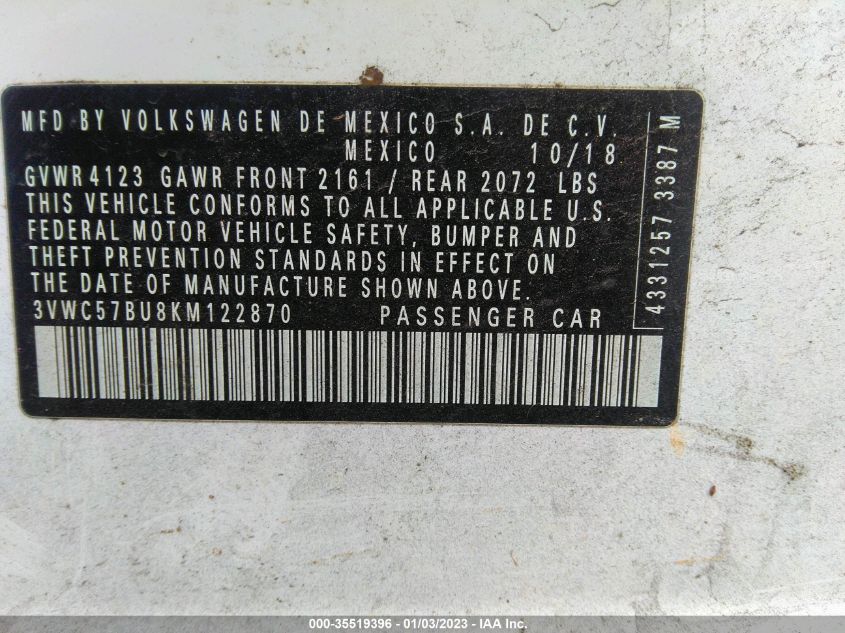 MFD BY VOLKSWAGEN DE MEXICO S.A. DE C.V.
MEXICO 10/18
GVWR 4123 GAWR FRONT 2161 / REAR 2072 LBS
THIS VEHICLE CONFORMS TO ALL APPLICABLE U.S.
FEDERAL MOTOR VEHICLE SAFETY, BUMPER AND
THEFT PREVENTION STANDARDS IN EFFECT ON
THE DATE OF MANUFACTURE SHOWN ABOVE.
3VWC57BU8KM122870 PASSENGER CAR
4331257 3387 M
000-35519396 - 01/03/2023 - IAA Inc.